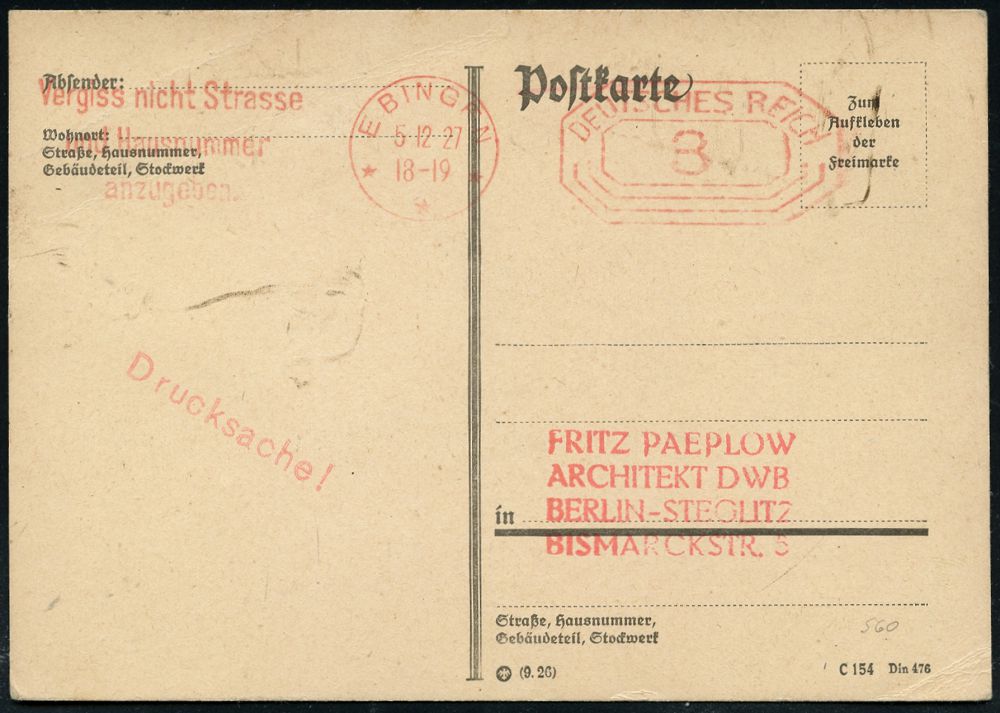 Absender:
Vergiss nicht Strasse
Wohnort:
und Hausnummer
Straße, Hausnummer,
Gebäudeteil, Stockwerk
anzugeben.
EBINGEN
5.12.27
18-19
Postkarte
DEUTSCHES REICH
3
Zum
Aufkleben
der
Freimarke
Drucksache!
FRITZ PAEPLOW
ARCHITEKT DWB
in BERLIN-STEGLITZ
BISMARCKSTR. 5
Straße, Hausnummer,
Gebäudeteil, Stockwerk
560
(9.26)
C 154 Din 476